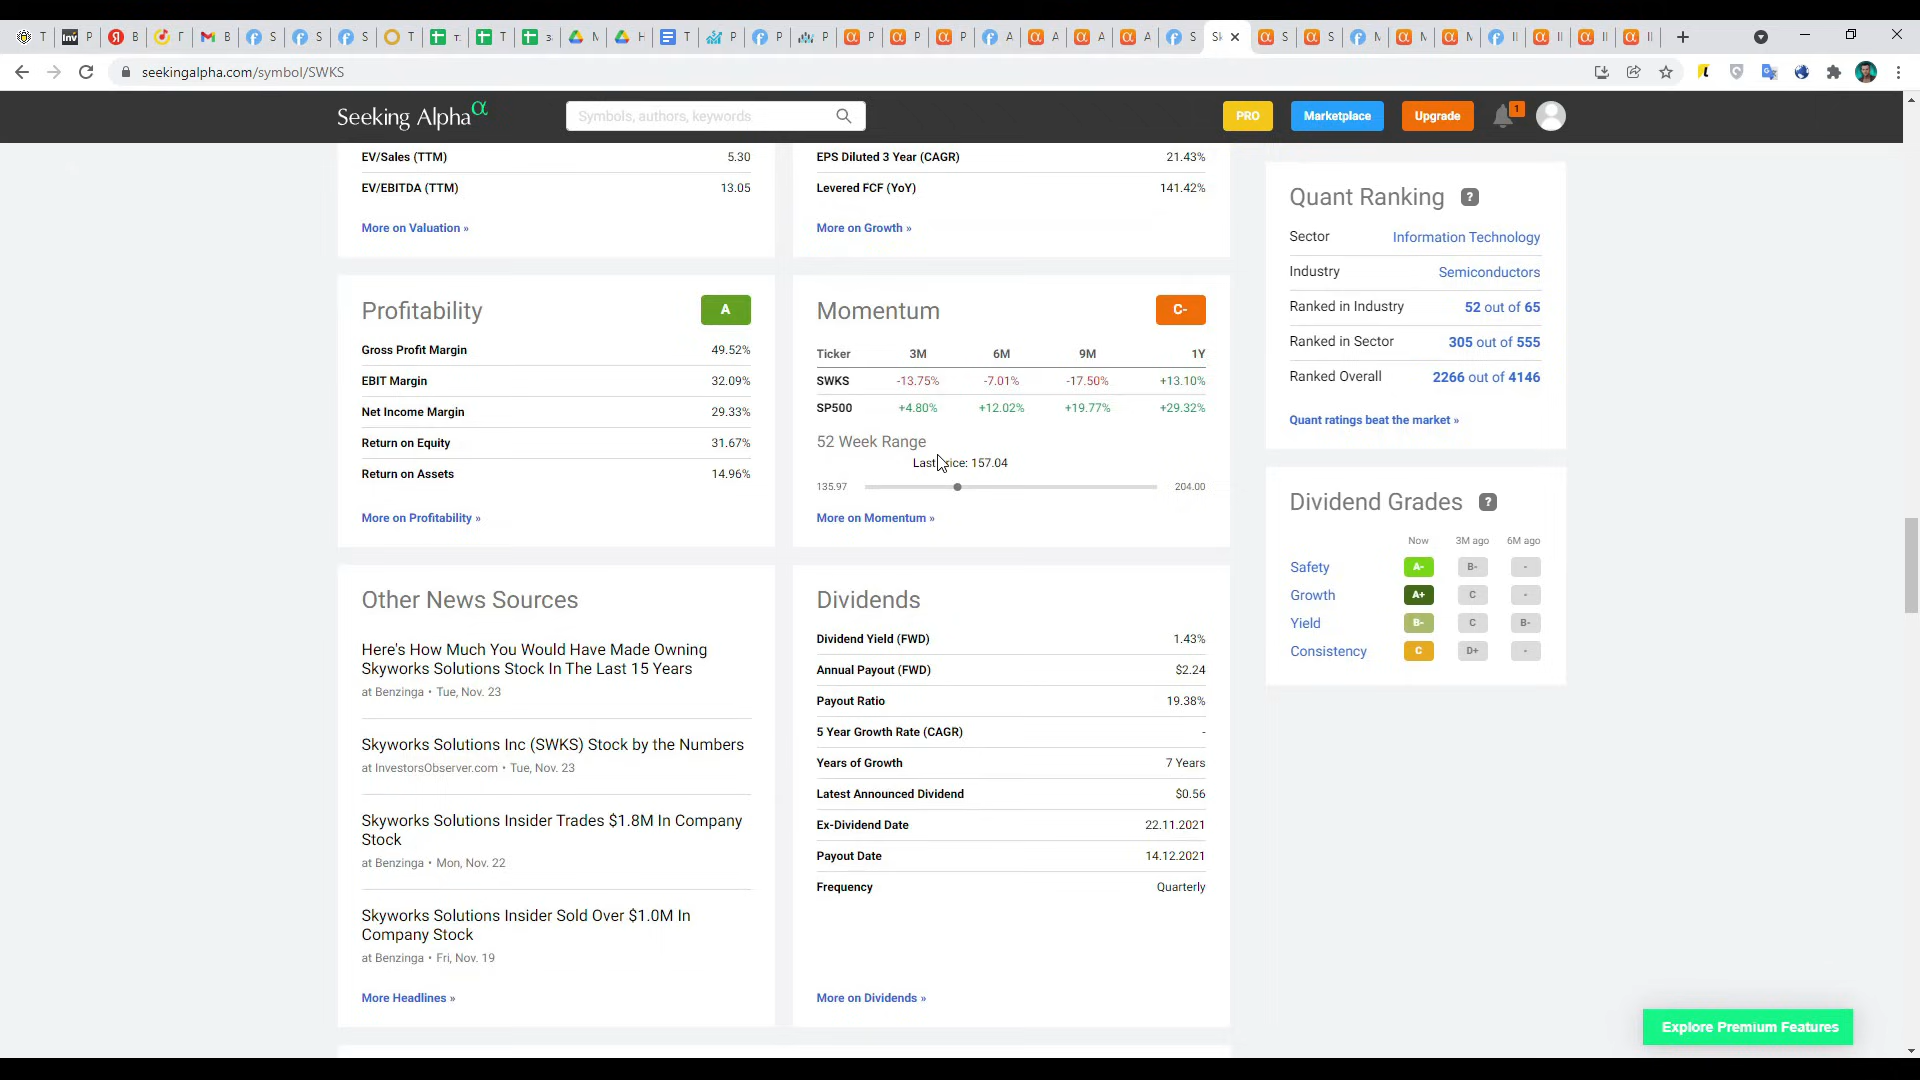 T
Inv P
Я B
Г
B
S
S
S
T
T:
T
з
M
H
T
P
P
P
P
P
P
A
A
A
A
S
Sk
S
S
M
M
M
II
II
II
II
seekingalpha.com/symbol/SWKS
Seeking Alpha α
Symbols, authors, keywords
PRO
Marketplace
Upgrade
1
EV/Sales (TTM) 5.30
EV/EBITDA (TTM) 13.05
More on Valuation »
EPS Diluted 3 Year (CAGR) 21.43%
Levered FCF (YoY) 141.42%
More on Growth »
Profitability A
Gross Profit Margin 49.52%
EBIT Margin 32.09%
Net Income Margin 29.33%
Return on Equity 31.67%
Return on Assets 14.96%
More on Profitability »
Momentum C-
Ticker 3M 6M 9M 1Y
SWKS -13.75% -7.01% -17.50% +13.10%
SP500 +4.80% +12.02% +19.77% +29.32%
52 Week Range
Last Price: 157.04
135.97 204.00
More on Momentum »
Other News Sources
Here's How Much You Would Have Made Owning
Skyworks Solutions Stock In The Last 15 Years
at Benzinga • Tue, Nov. 23
Skyworks Solutions Inc (SWKS) Stock by the Numbers
at InvestorsObserver.com • Tue, Nov. 23
Skyworks Solutions Insider Trades $1.8M In Company
Stock
at Benzinga • Mon, Nov. 22
Skyworks Solutions Insider Sold Over $1.0M In
Company Stock
at Benzinga • Fri, Nov. 19
More Headlines »
Dividends
Dividend Yield (FWD) 1.43%
Annual Payout (FWD) $2.24
Payout Ratio 19.38%
5 Year Growth Rate (CAGR) -
Years of Growth 7 Years
Latest Announced Dividend $0.56
Ex-Dividend Date 22.11.2021
Payout Date 14.12.2021
Frequency Quarterly
More on Dividends »
Quant Ranking ?
Sector Information Technology
Industry Semiconductors
Ranked in Industry 52 out of 65
Ranked in Sector 305 out of 555
Ranked Overall 2266 out of 4146
Quant ratings beat the market »
Dividend Grades ?
Now 3M ago 6M ago
Safety A- B- -
Growth A+ C -
Yield B- C B-
Consistency C D+ -
Explore Premium Features